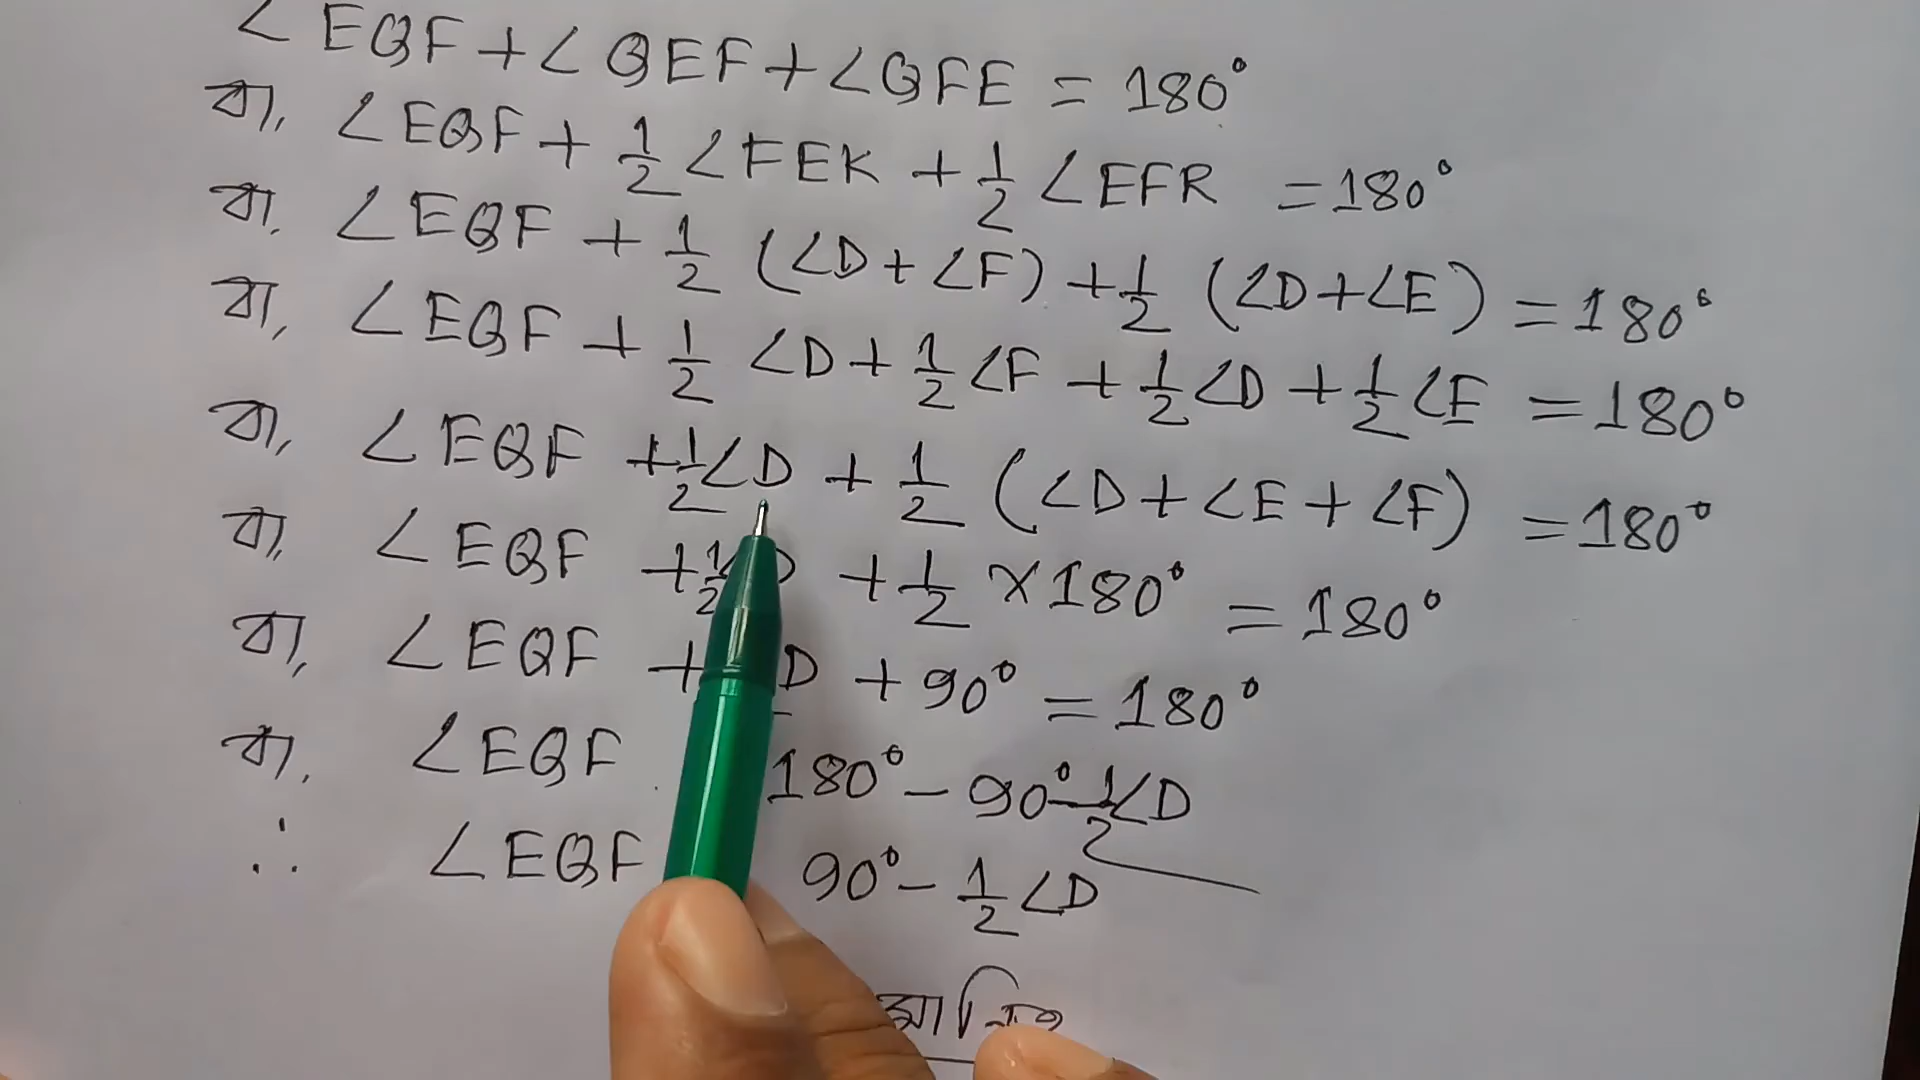 ∠EQF + ∠QEF + ∠QFE = 180°
বা, ∠EQF + 1/2 ∠FEK + 1/2 ∠EFR = 180°
বা, ∠EQF + 1/2 (∠D + ∠F) + 1/2 (∠D + ∠E) = 180°
বা, ∠EQF + 1/2 ∠D + 1/2 ∠F + 1/2 ∠D + 1/2 ∠E = 180°
বা, ∠EQF + 1/2 ∠D + 1/2 (∠D + ∠E + ∠F) = 180°
বা, ∠EQF + 1/2 ∠D + 1/2 × 180° = 180°
বা, ∠EQF + D + 90° = 180°
বা, ∠EQF 180° - 90° - 1/2 ∠D
∴ ∠EQF 90° - 1/2 ∠D